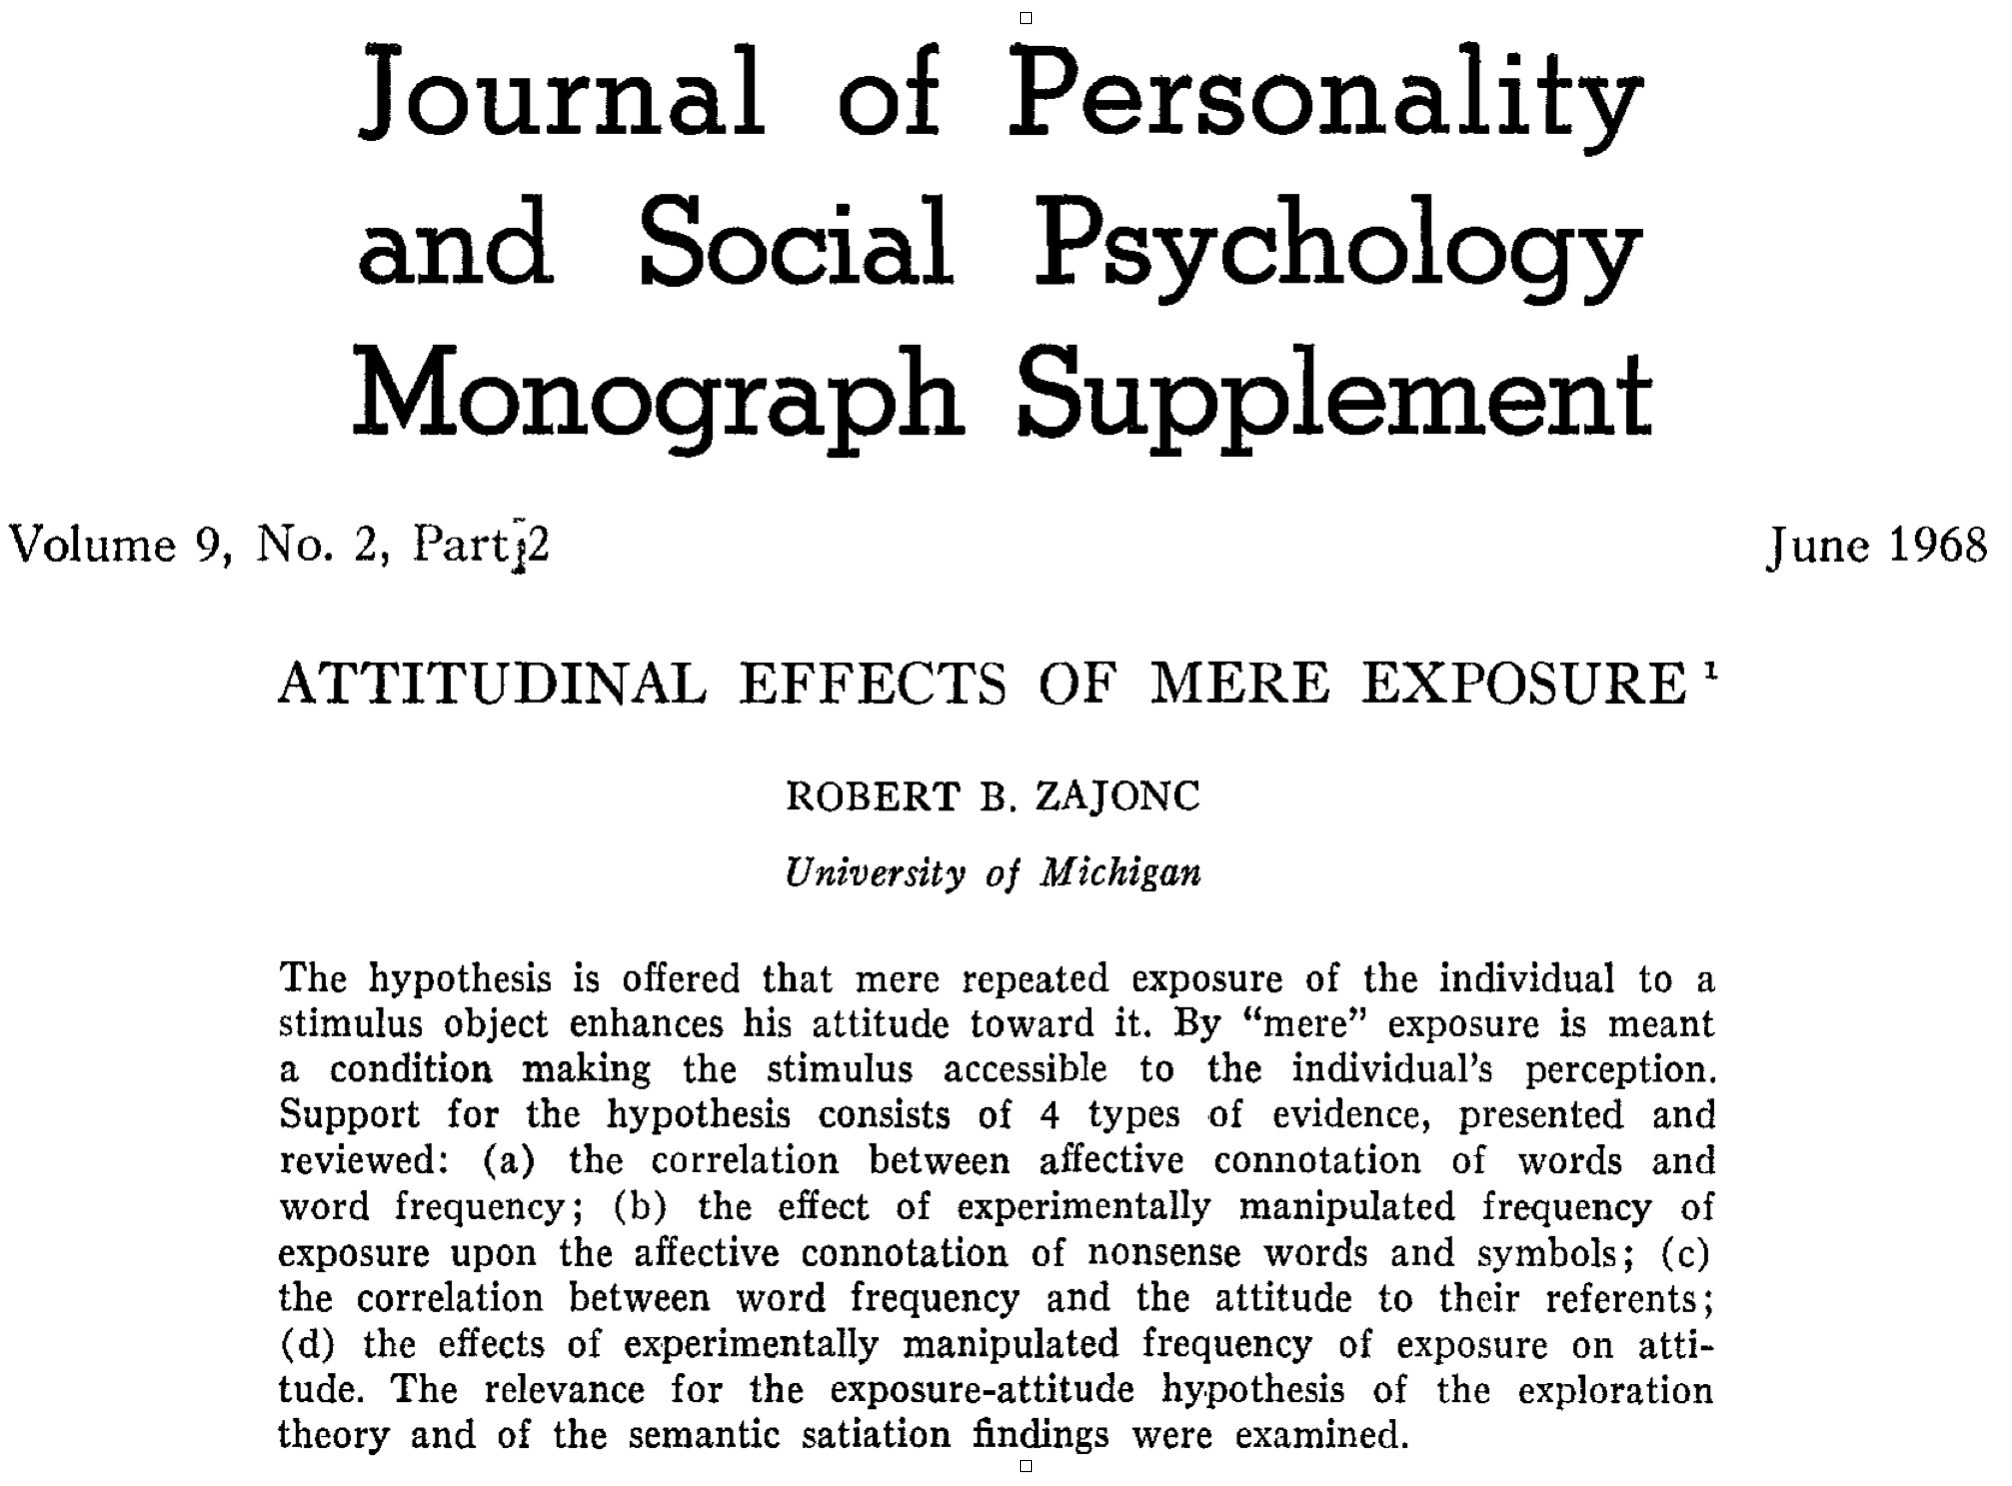 Journal of Personality
and Social Psychology
Monograph Supplement
Volume 9, No. 2, Part 2
June 1968
ATTITUDINAL EFFECTS OF MERE EXPOSURE ¹
ROBERT B. ZAJONC
University of Michigan
The hypothesis is offered that mere repeated exposure of the individual to a
stimulus object enhances his attitude toward it. By “mere” exposure is meant
a condition making the stimulus accessible to the individual's perception.
Support for the hypothesis consists of 4 types of evidence, presented and
reviewed: (a) the correlation between affective connotation of words and
word frequency; (b) the effect of experimentally manipulated frequency of
exposure upon the affective connotation of nonsense words and symbols; (c)
the correlation between word frequency and the attitude to their referents;
(d) the effects of experimentally manipulated frequency of exposure on atti-
tude. The relevance for the exposure-attitude hypothesis of the exploration
theory and of the semantic satiation findings were examined.